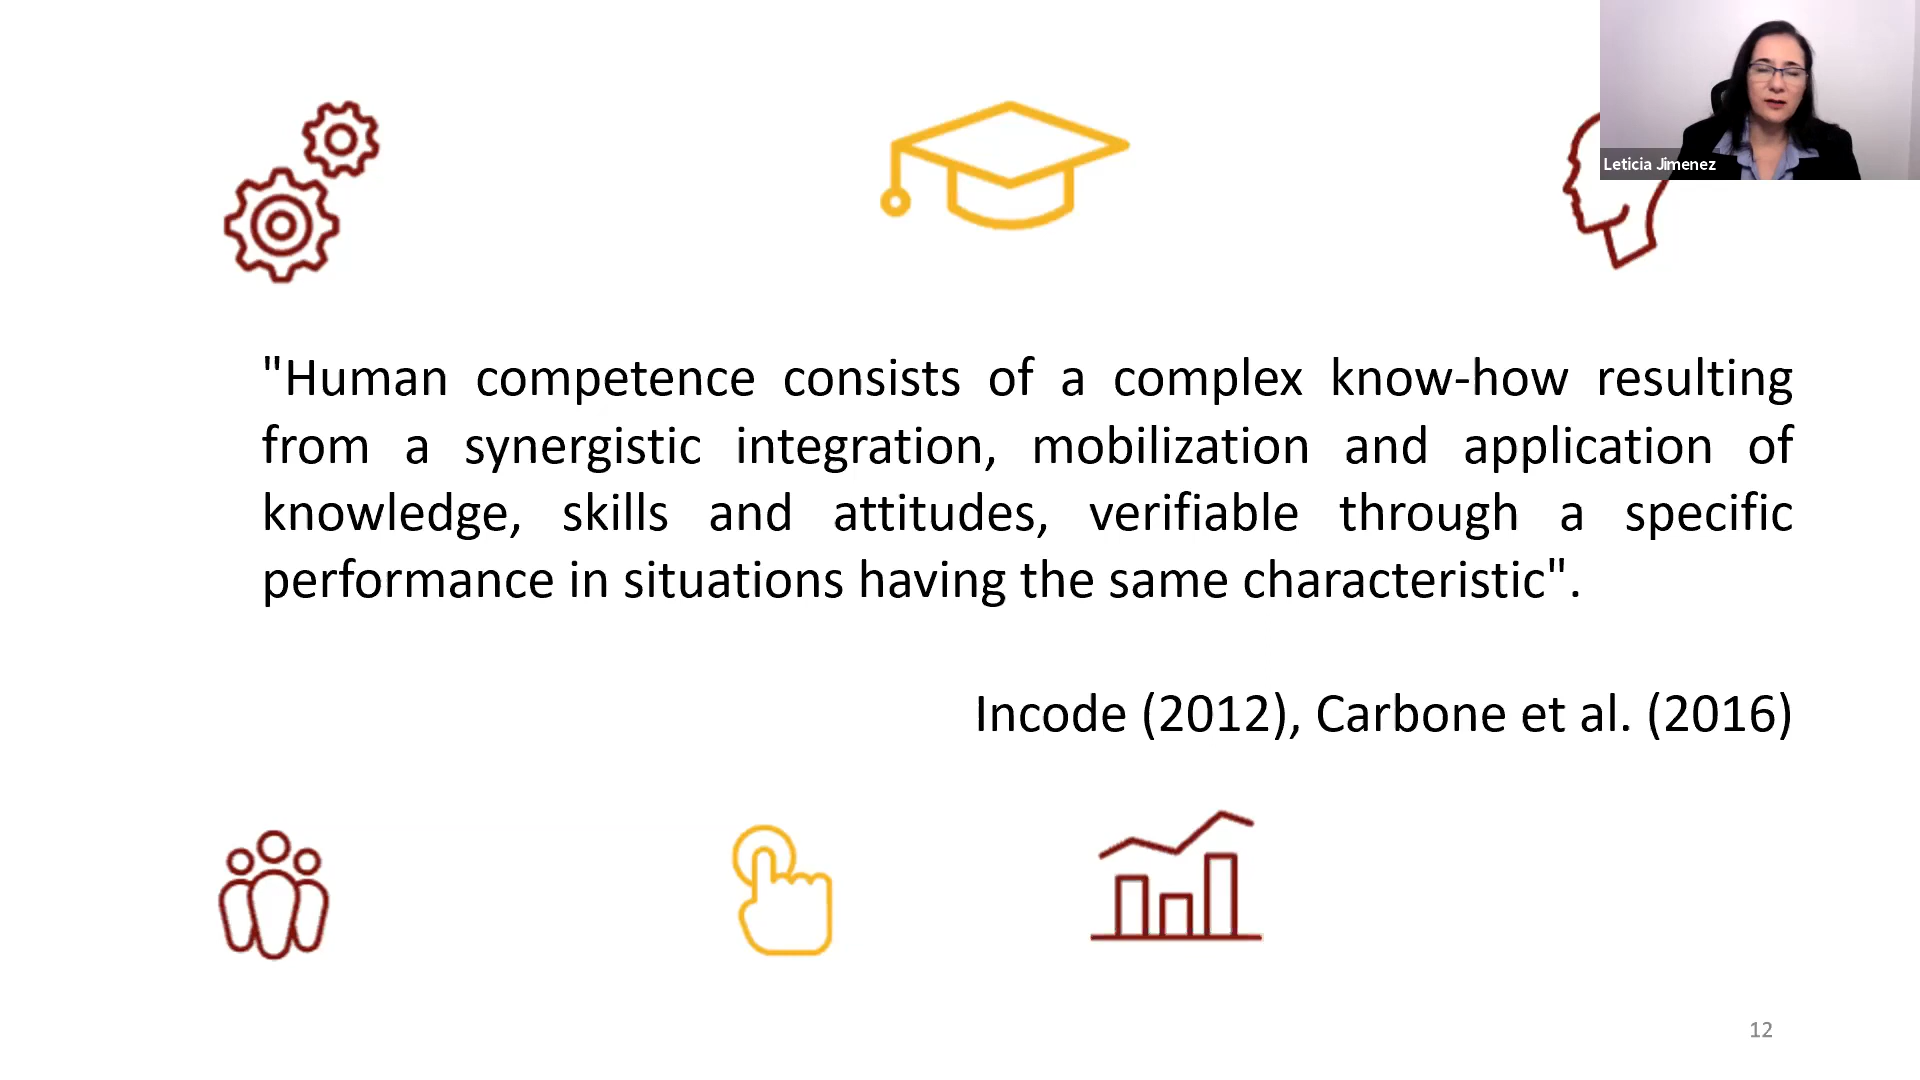 Leticia Jimenez
"Human competence consists of a complex know-how resulting
from a synergistic integration, mobilization and application of
knowledge, skills and attitudes, verifiable through a specific
performance in situations having the same characteristic".
Incode (2012), Carbone et al. (2016)
12